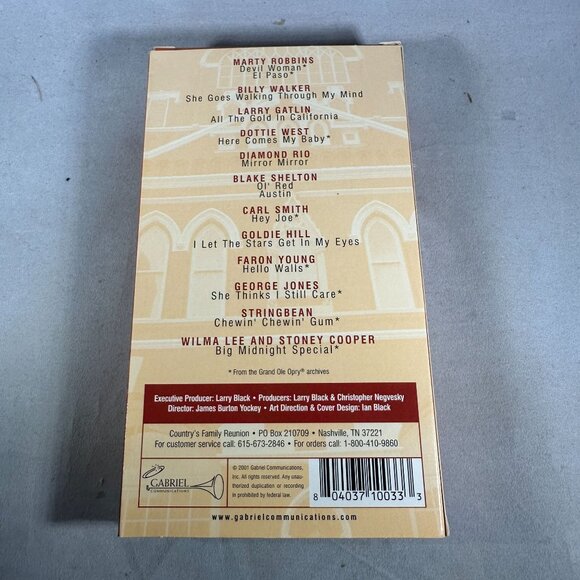 MARTY ROBBINS
Devil Woman*
El Paso*
BILLY WALKER
She Goes Walking Through My Mind
LARRY GATLIN
All The Gold In California
DOTTIE WEST
Here Comes My Baby*
DIAMOND RIO
Mirror Mirror
BLAKE SHELTON
Ol' Red
Austin
CARL SMITH
Hey Joe*
GOLDIE HILL
I Let The Stars Get In My Eyes
FARON YOUNG
Hello Walls*
GEORGE JONES
She Thinks I Still Care*
STRINGBEAN
Chewin' Chewin' Gum*
WILMA LEE AND STONEY COOPER
Big Midnight Special*
* From the Grand Ole Opry® archives
Executive Producer: Larry Black • Producers: Larry Black & Christopher Negvesky
Director: James Burton Yockey • Art Direction & Cover Design: Ian Black
Country's Family Reunion • PO Box 210709 • Nashville, TN 37221
For customer service call: 615-673-2846 • For orders call: 1-800-410-9860
GABRIEL
COMMUNICATIONS
© 2001 Gabriel Communications,
Inc. All rights reserved. Any unau-
thorized duplication or recording
is prohibited by federal law.
8 04037 10033 3
www.gabrielcommunications.com